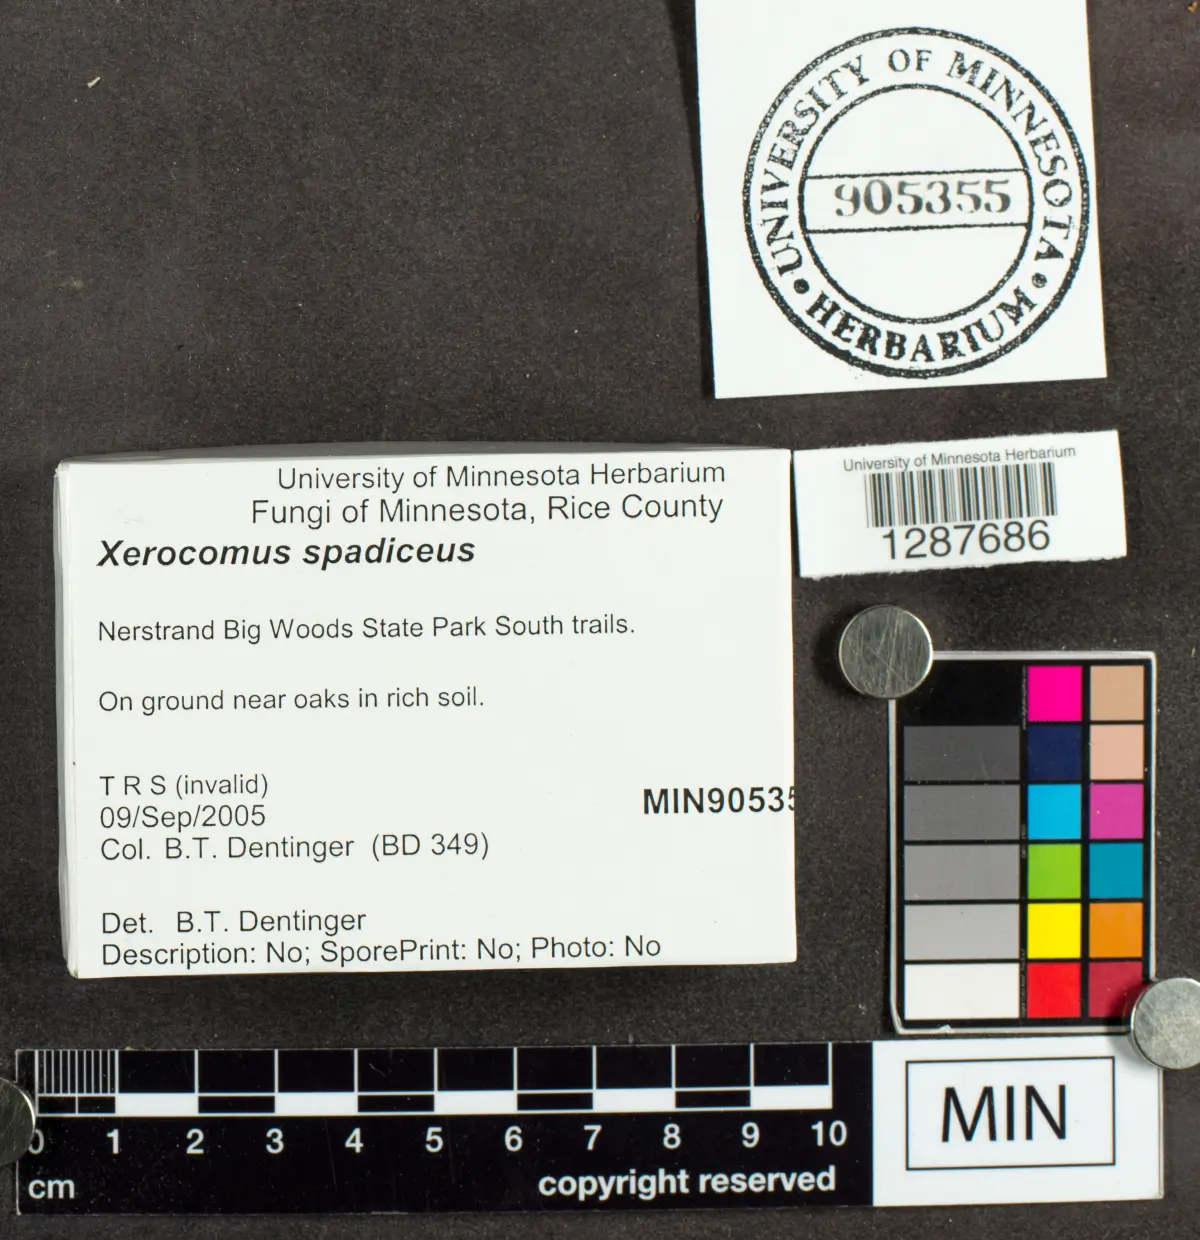 UNIVERSITY OF MINNESOTA
905355
HERBARIUM
University of Minnesota Herbarium
1287686
University of Minnesota Herbarium
Fungi of Minnesota, Rice County
Xerocomus spadiceus
Nerstrand Big Woods State Park South trails.
On ground near oaks in rich soil.
T R S (invalid)
09/Sep/2005
MIN90535
Col. B.T. Dentinger (BD 349)
Det. B.T. Dentinger
Description: No; SporePrint: No; Photo: No
0 1 2 3 4 5 6 7 8 9 10
cm
copyright reserved
MIN